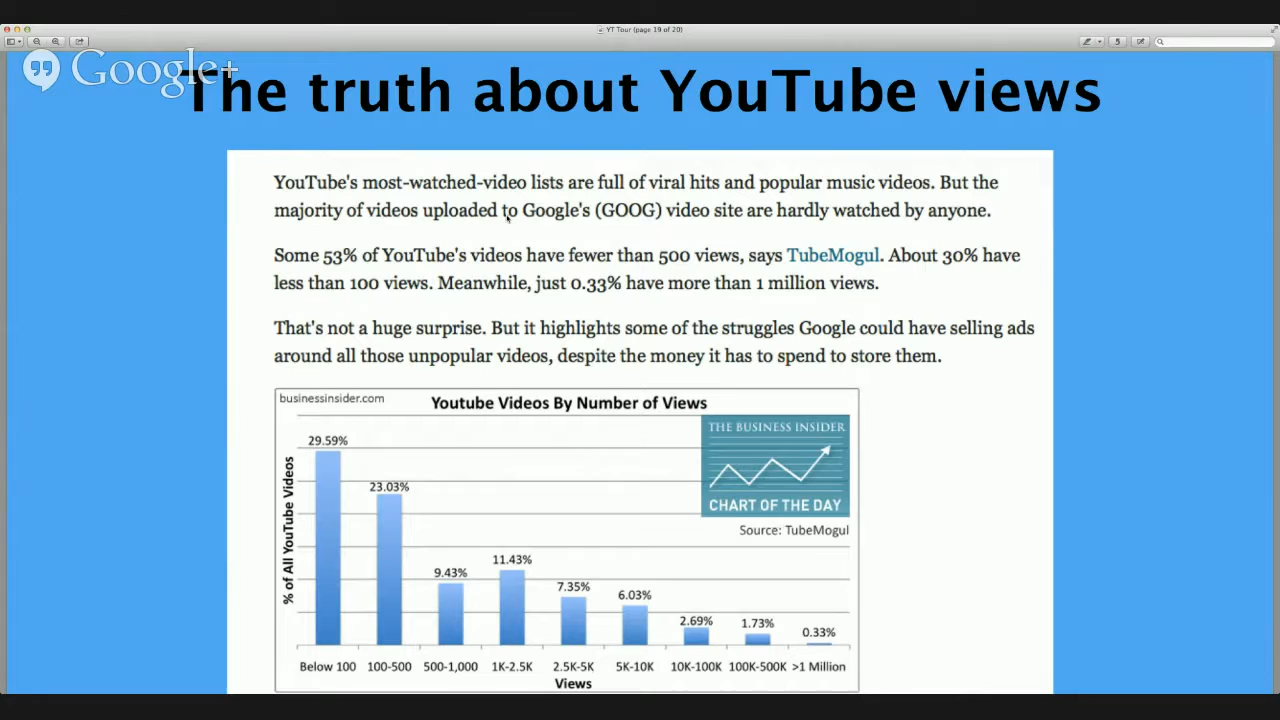 YT Tour (page 19 of 20)
Google+
The truth about YouTube views
YouTube's most-watched-video lists are full of viral hits and popular music videos. But the
majority of videos uploaded to Google's (GOOG) video site are hardly watched by anyone.
Some 53% of YouTube's videos have fewer than 500 views, says TubeMogul. About 30% have
less than 100 views. Meanwhile, just 0.33% have more than 1 million views.
That's not a huge surprise. But it highlights some of the struggles Google could have selling ads
around all those unpopular videos, despite the money it has to spend to store them.
businessinsider.com
Youtube Videos By Number of Views
THE BUSINESS INSIDER
CHART OF THE DAY
Source: TubeMogul
% of All YouTube Videos
29.59%
23.03%
9.43%
11.43%
7.35%
6.03%
2.69%
1.73%
0.33%
Below 100
100-500
500-1,000
1K-2.5K
2.5K-5K
5K-10K
10K-100K
100K-500K
>1 Million
Views